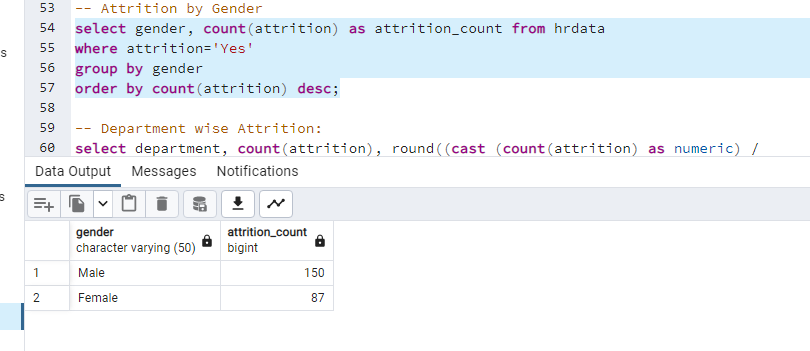 53 -- Attrition by Gender
54 select gender, count(attrition) as attrition_count from hrdata
55 where attrition='Yes'
56 group by gender
57 order by count(attrition) desc;
58
59 -- Department wise Attrition:
60 select department, count(attrition), round((cast (count(attrition) as numeric) /
s
s
Data Output Messages Notifications
gender attrition_count
character varying (50) bigint
1 Male 150
2 Female 87